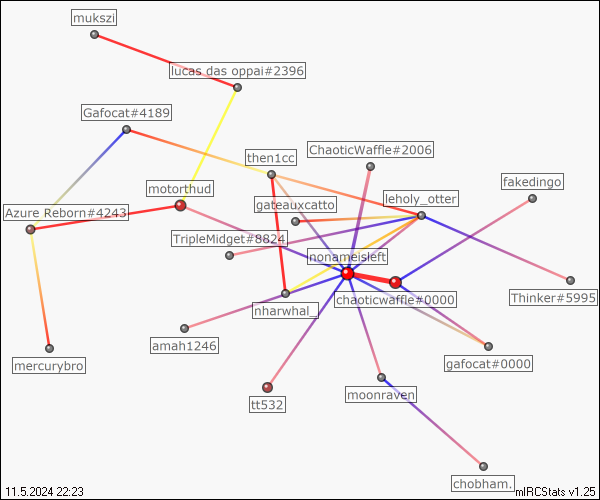 mukszi
lucas das oppai#2396
Gafocat#4189
then1cc
ChaoticWaffle#2006
motorthud
fakedingo
gateauxcatto
leholy_otter
Azure Reborn#4243
TripleMidget#8824
nonameisleft
chaoticwaffle#0000
Thinker#5995
nharwhal_
amah1246
mercurybro
gafocat#0000
moonraven
tt532
chobham.
11.5.2024 22:23
mIRCStats v1.25